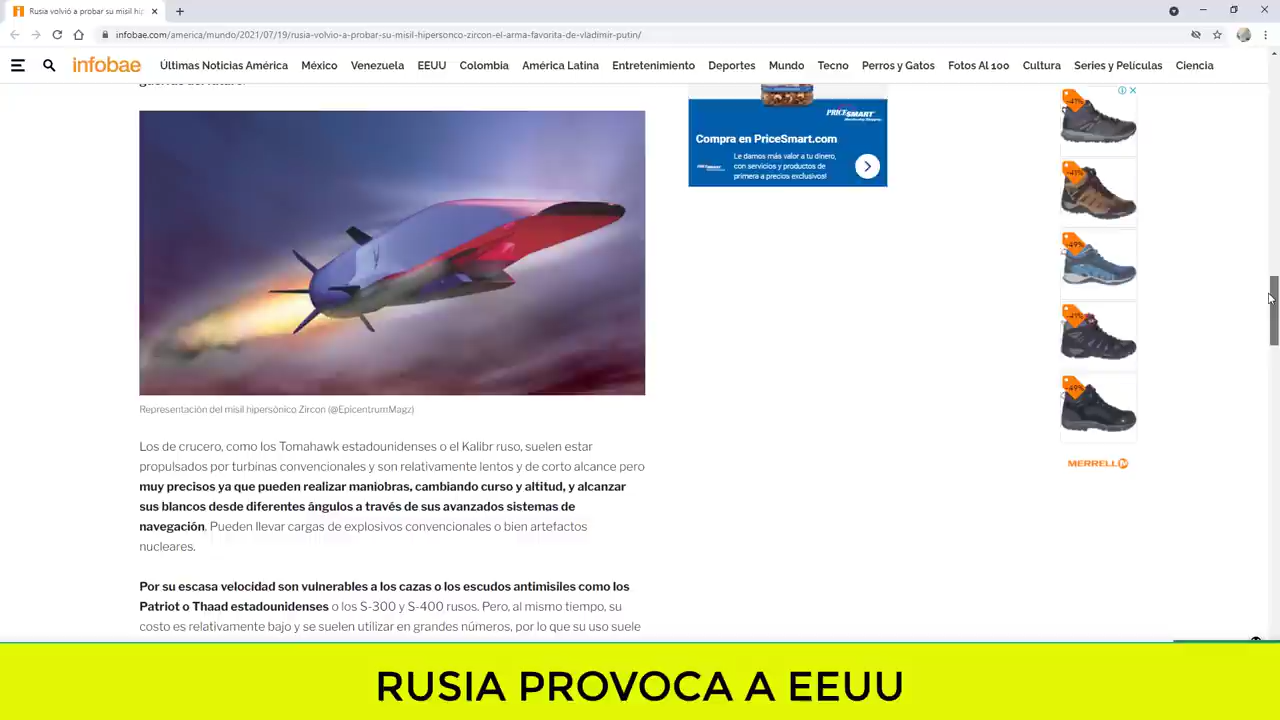 Rusia volvió a probar su misil hip
infobae.com/america/mundo/2021/07/19/rusia-volvio-a-probar-su-misil-hipersonco-zircon-el-arma-favorita-de-vladimir-putin/
infobae
Últimas Noticias América México Venezuela EEUU Colombia América Latina Entretenimiento Deportes Mundo Tecno Perros y Gatos Fotos Al 100 Cultura Series y Películas Ciencia
PRICESMART
Compra en PriceSmart.com
Le damos más valor a tu dinero,
con servicios y productos de
primera a precios exclusivos!
PRICESMART
-41%
-41%
-49%
-41%
-49%
MERRELL
Representación del misil hipersónico Zircon (@EpicentrumMagz)
Los de crucero, como los Tomahawk estadounidenses o el Kalibr ruso, suelen estar
propulsados por turbinas convencionales y son relativamente lentos y de corto alcance pero
muy precisos ya que pueden realizar maniobras, cambiando curso y altitud, y alcanzar
sus blancos desde diferentes ángulos a través de sus avanzados sistemas de
navegación. Pueden llevar cargas de explosivos convencionales o bien artefactos
nucleares.
Por su escasa velocidad son vulnerables a los cazas o los escudos antimisiles como los
Patriot o Thaad estadounidenses o los S-300 y S-400 rusos. Pero, al mismo tiempo, su
costo es relativamente bajo y se suelen utilizar en grandes números, por lo que su uso suele
RUSIA PROVOCA A EEUU